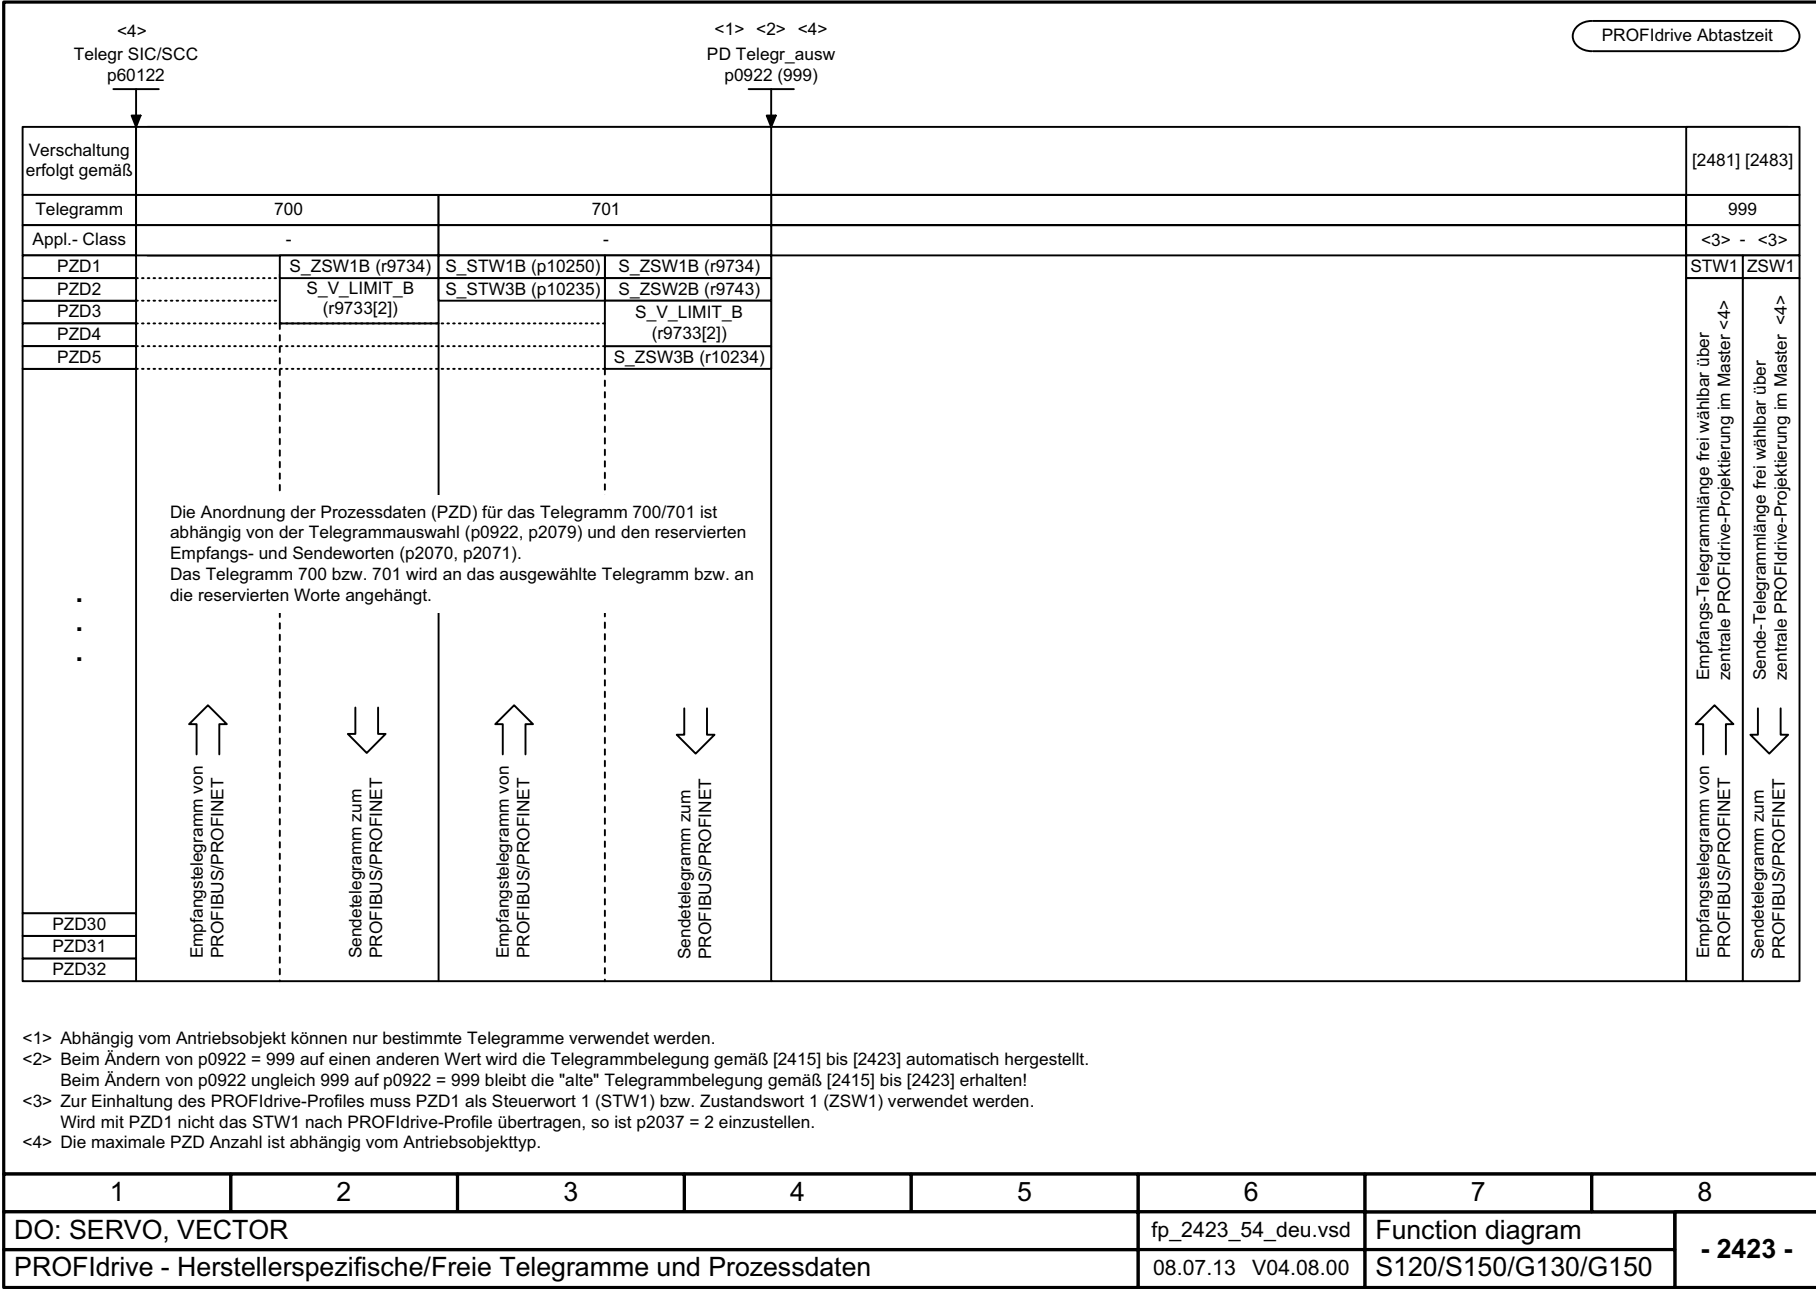 <4>
Telegr SIC/SCC
p60122
<1> <2> <4>
PD Telegr_ausw
p0922 (999)
PROFIdrive Abtastzeit
Verschaltung
erfolgt gemäß
[2481] [2483]
Telegramm 700 701 999
Appl.- Class - - <3> - <3>
PZD1 S_ZSW1B (r9734) S_STW1B (p10250) S_ZSW1B (r9734) STW1 ZSW1
PZD2 S_V_LIMIT_B S_STW3B (p10235) S_ZSW2B (r9743)
PZD3 (r9733[2]) S_V_LIMIT_B
PZD4 (r9733[2])
PZD5 S_ZSW3B (r10234)
Die Anordnung der Prozessdaten (PZD) für das Telegramm 700/701 ist
abhängig von der Telegrammauswahl (p0922, p2079) und den reservierten
Empfangs- und Sendeworten (p2070, p2071).
Das Telegramm 700 bzw. 701 wird an das ausgewählte Telegramm bzw. an
die reservierten Worte angehängt.
.
.
.
Empfangstelegramm von
PROFIBUS/PROFINET
Sendetelegramm zum
PROFIBUS/PROFINET
Empfangstelegramm von
PROFIBUS/PROFINET
Sendetelegramm zum
PROFIBUS/PROFINET
Empfangs-Telegrammlänge frei wählbar über
zentrale PROFIdrive-Projektierung im Master <4>
Empfangstelegramm von
PROFIBUS/PROFINET
Sende-Telegrammlänge frei wählbar über
zentrale PROFIdrive-Projektierung im Master <4>
Sendetelegramm zum
PROFIBUS/PROFINET
PZD30
PZD31
PZD32
<1> Abhängig vom Antriebsobjekt können nur bestimmte Telegramme verwendet werden.
<2> Beim Ändern von p0922 = 999 auf einen anderen Wert wird die Telegrammbelegung gemäß [2415] bis [2423] automatisch hergestellt.
Beim Ändern von p0922 ungleich 999 auf p0922 = 999 bleibt die "alte" Telegrammbelegung gemäß [2415] bis [2423] erhalten!
<3> Zur Einhaltung des PROFIdrive-Profiles muss PZD1 als Steuerwort 1 (STW1) bzw. Zustandswort 1 (ZSW1) verwendet werden.
Wird mit PZD1 nicht das STW1 nach PROFIdrive-Profile übertragen, so ist p2037 = 2 einzustellen.
<4> Die maximale PZD Anzahl ist abhängig vom Antriebsobjekttyp.
1 2 3 4 5 6 7 8
DO: SERVO, VECTOR fp_2423_54_deu.vsd Function diagram
- 2423 -
PROFIdrive - Herstellerspezifische/Freie Telegramme und Prozessdaten 08.07.13 V04.08.00 S120/S150/G130/G150